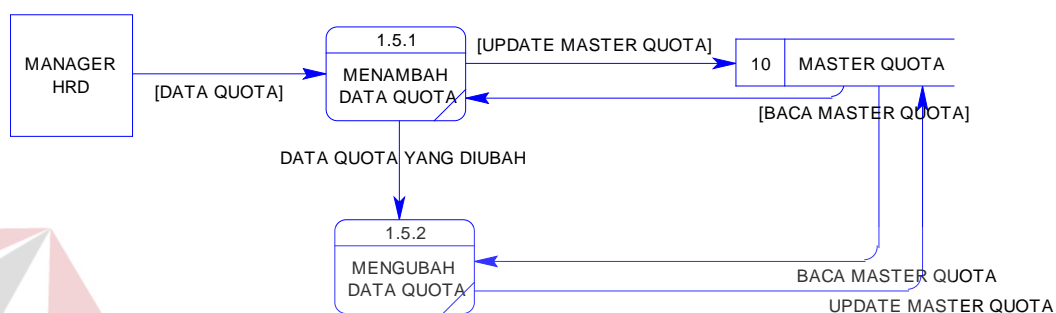 MANAGER
HRD
[DATA QUOTA]
1.5.1
MENAMBAH
DATA QUOTA
[UPDATE MASTER QUOTA]
10 MASTER QUOTA
[BACA MASTER QUOTA]
DATA QUOTA YANG DIUBAH
1.5.2
MENGUBAH
DATA QUOTA
BACA MASTER QUOTA
UPDATE MASTER QUOTA